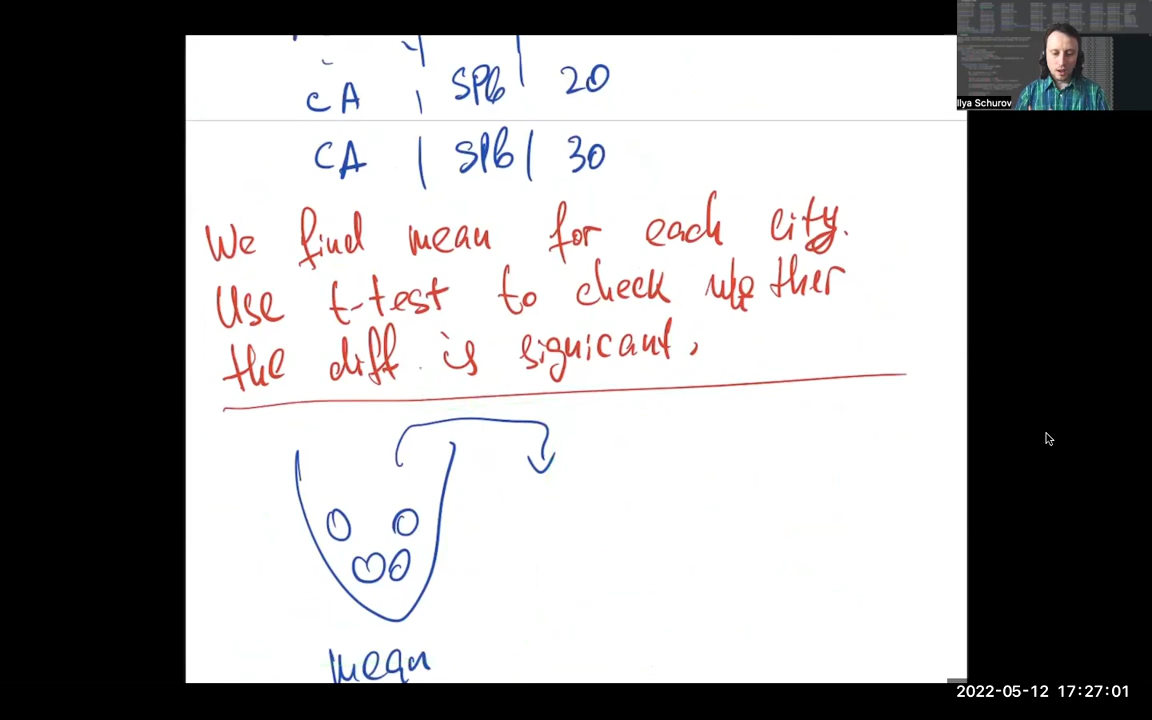 CA | SPb | 20
CA | SPb | 30
We find mean for each city.
Use t-test to check whether
the diff. is signicant.
mean
Ilya Schurov
2022-05-12 17:27:01